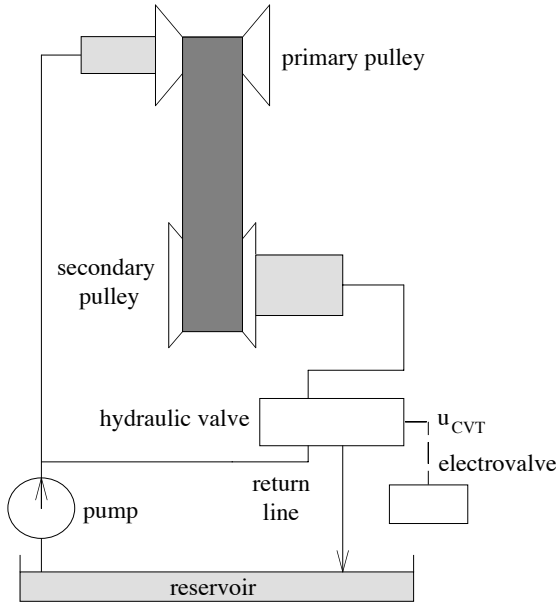 primary pulley
secondary
pulley
hydraulic valve
u_CVT
electrovalve
return
line
pump
reservoir